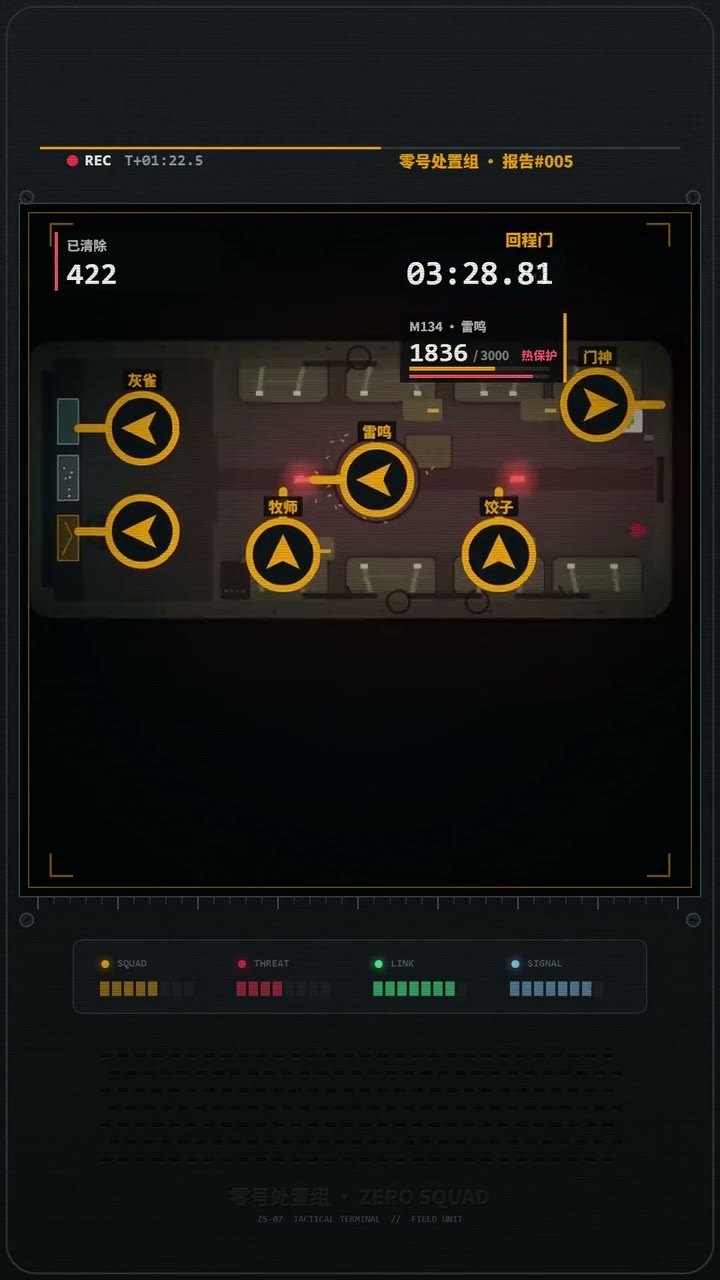 REC T+01:22.5
零号处置组 • 报告#005
已清除
422
回程门
03:28.81
M134 • 雷鸣
1836 / 3000 热保护
门神
灰雀
雷鸣
牧师
饺子
SQUAD
THREAT
LINK
SIGNAL
零号处置组 • ZERO SQUAD
ZS-07 TACTICAL TERMINAL // FIELD UNIT